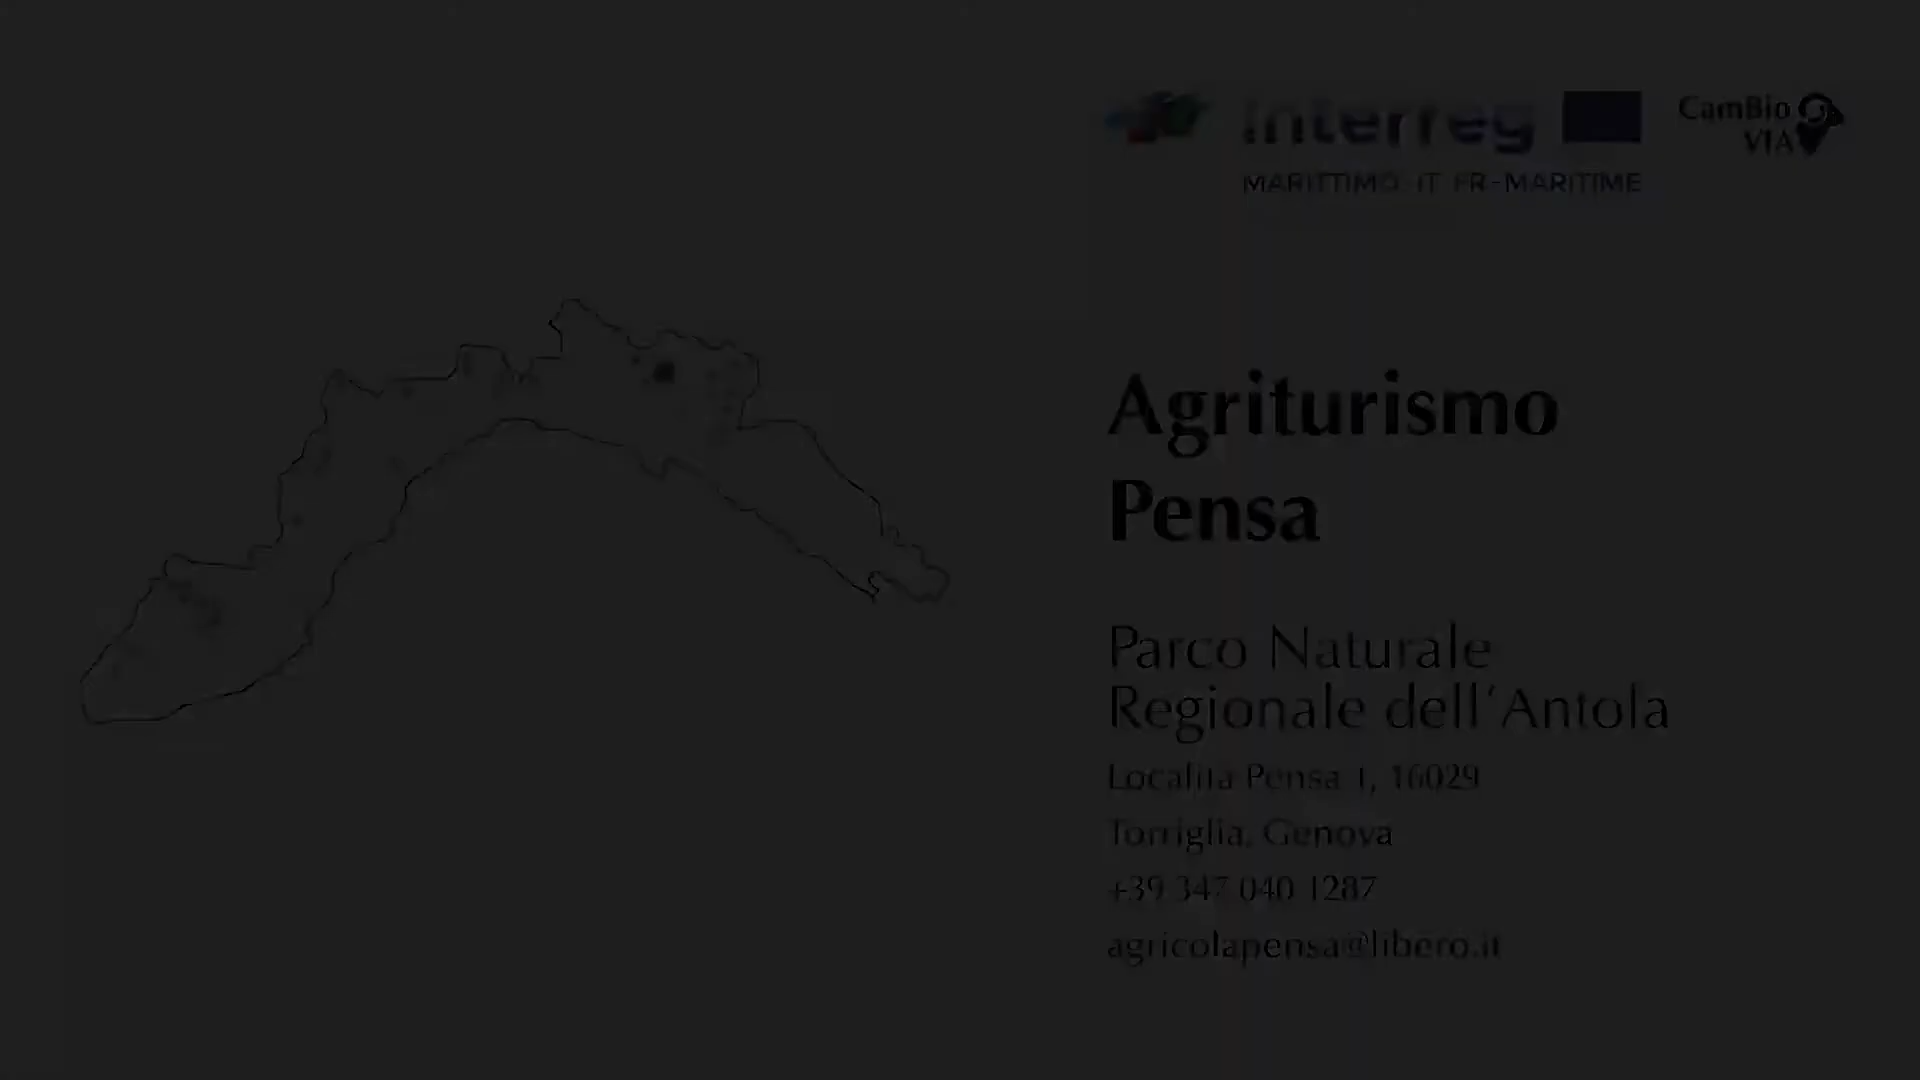 Interreg
CamBio
VIA
MARITTIMO-IT FR-MARITIME
Agriturismo
Pensa
Parco Naturale
Regionale dell'Antola
Località Pensa 1, 16029
Torriglia, Genova
+39 347 040 1287
agricolapensa@libero.it